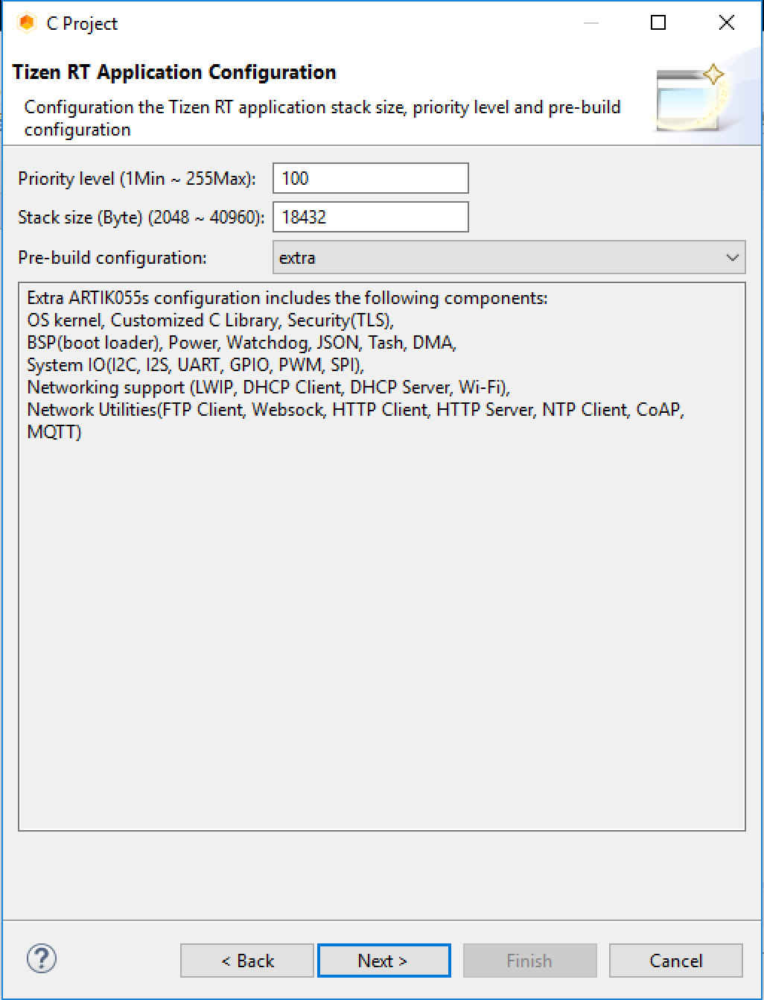 C Project
Tizen RT Application Configuration
Configuration the Tizen RT application stack size, priority level and pre-build
configuration
Priority level (1Min ~ 255Max): 100
Stack size (Byte) (2048 ~ 40960): 18432
Pre-build configuration: extra
Extra ARTIK055s configuration includes the following components:
OS kernel, Customized C Library, Security(TLS),
BSP(boot loader), Power, Watchdog, JSON, Tash, DMA,
System IO(I2C, I2S, UART, GPIO, PWM, SPI),
Networking support (LWIP, DHCP Client, DHCP Server, Wi-Fi),
Network Utilities(FTP Client, Websock, HTTP Client, HTTP Server, NTP Client, CoAP,
MQTT)
? < Back Next > Finish Cancel